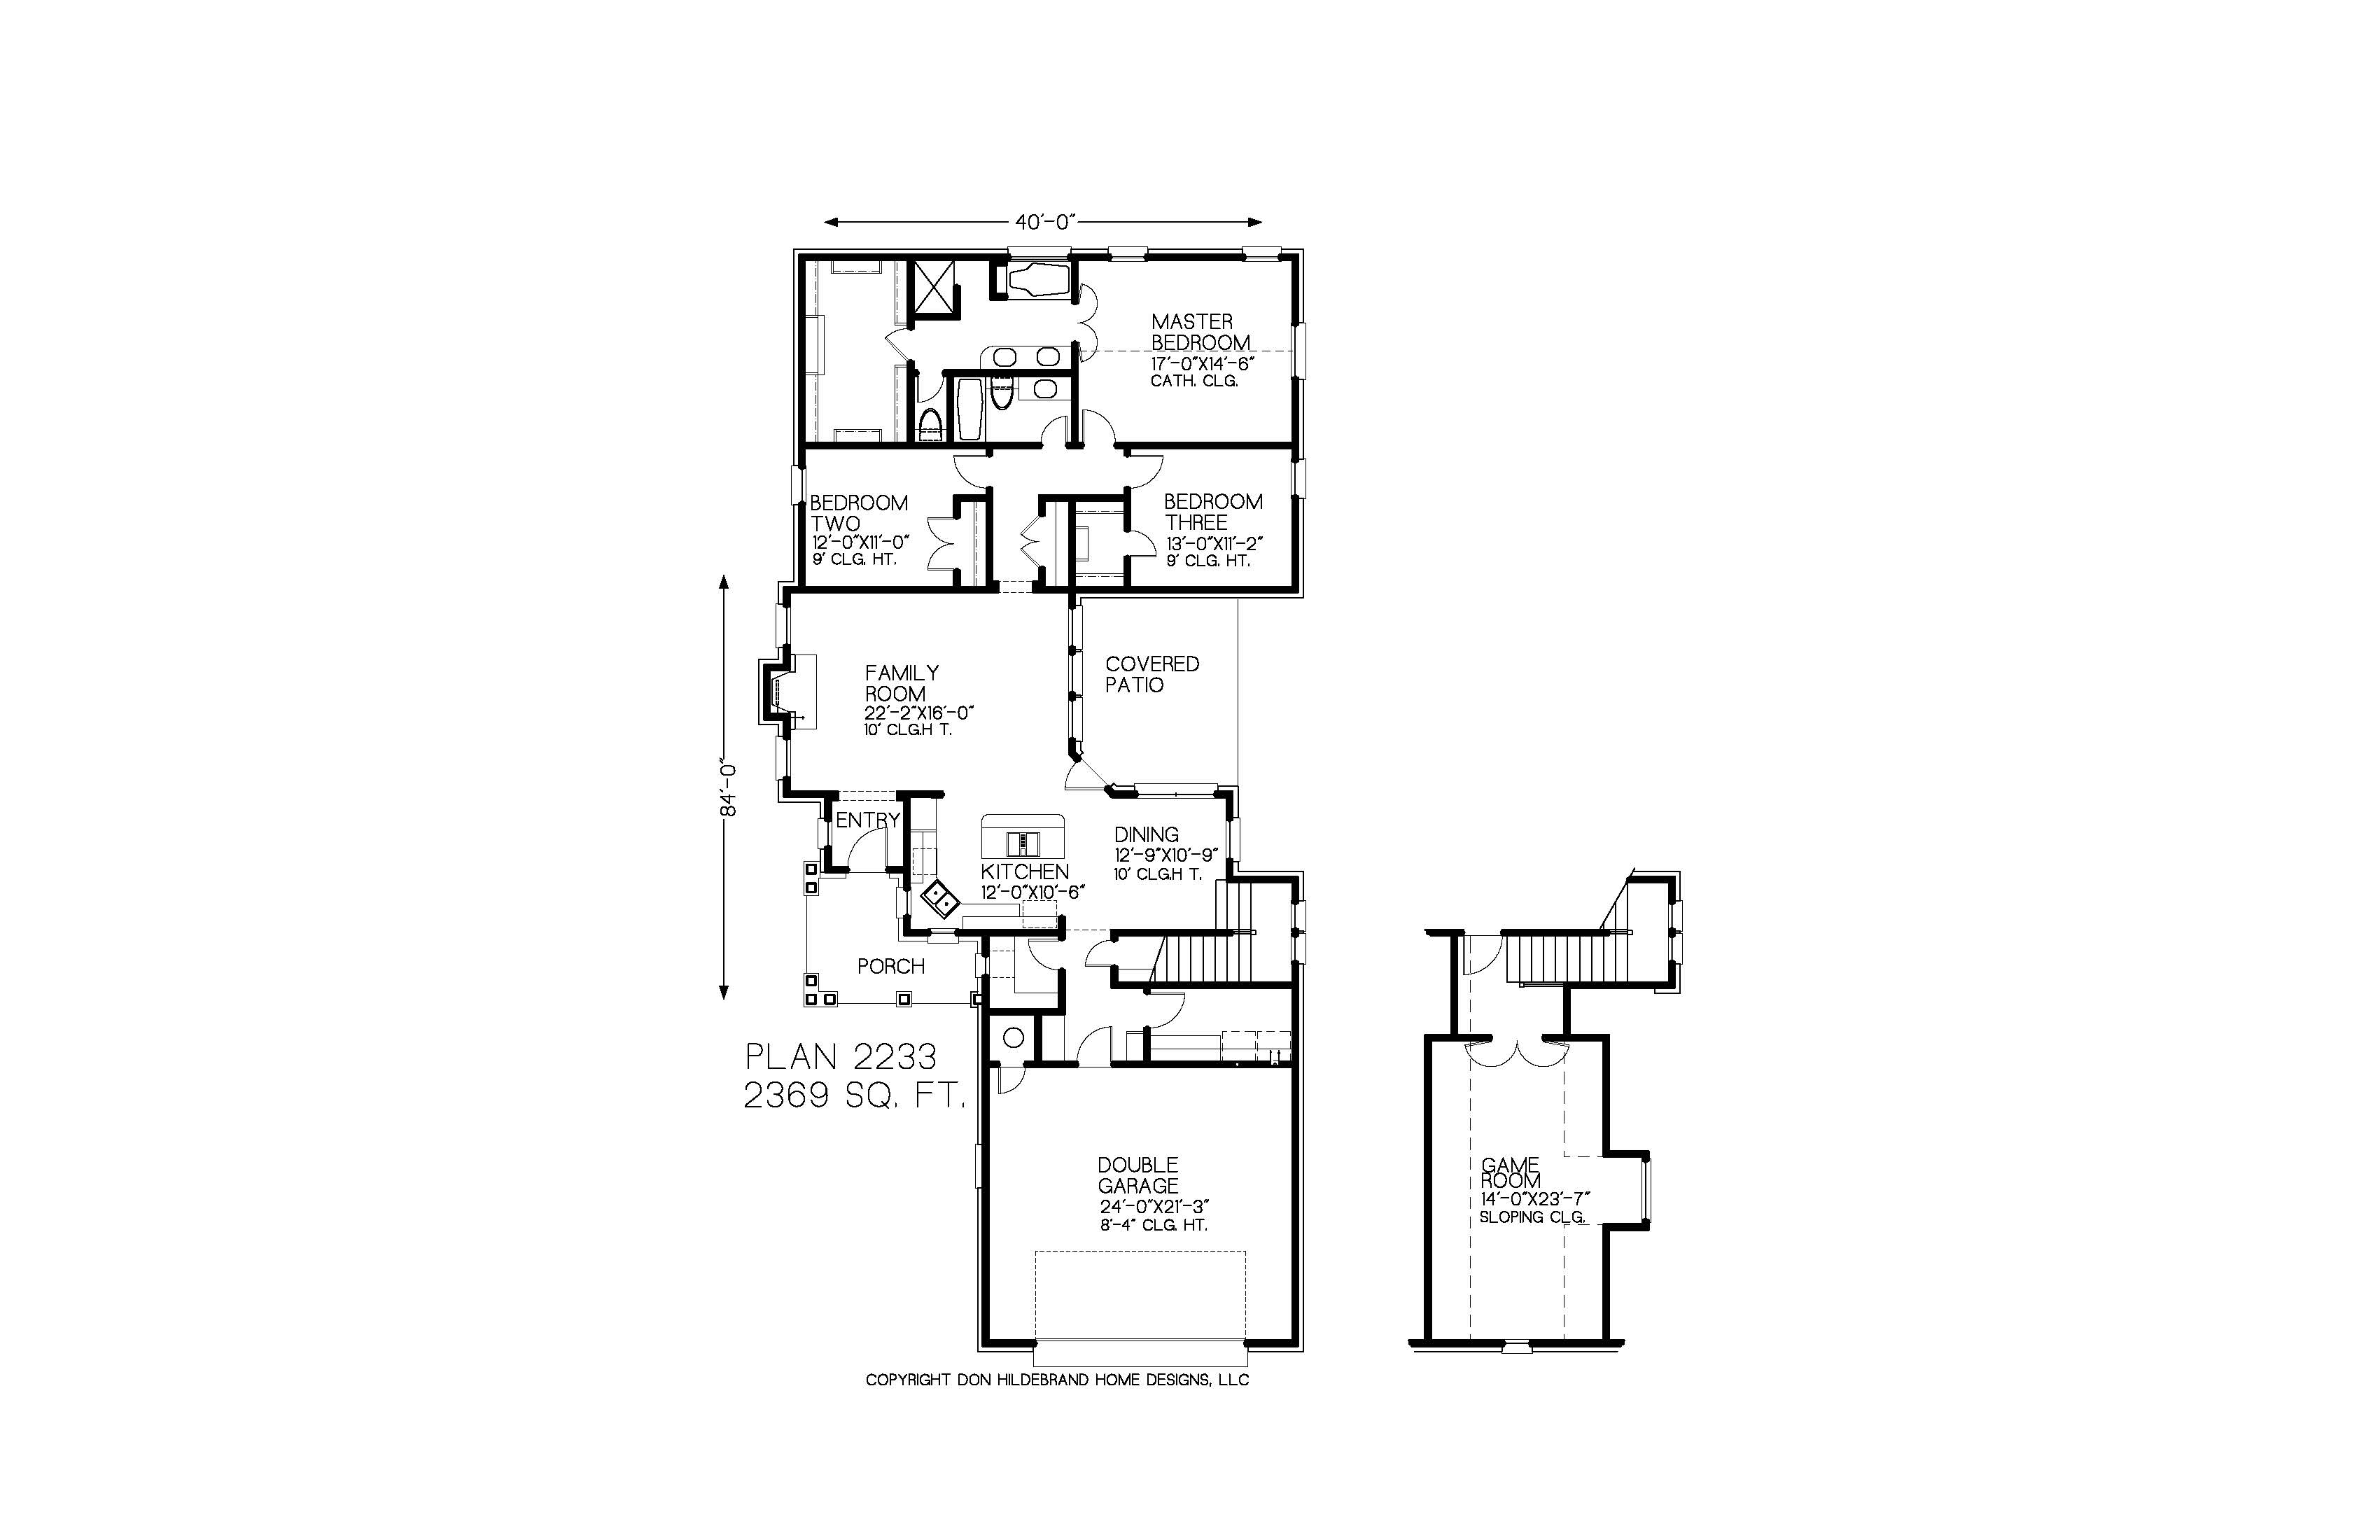 40'-0"
MASTER
BEDROOM
17'-0"X14'-6"
CATH. CLG.
BEDROOM
TWO
12'-0"X11'-0"
9' CLG. HT.
BEDROOM
THREE
13'-0"X11'-2"
9' CLG. HT.
FAMILY
ROOM
22'-2"X16'-0"
10' CLG.H T.
COVERED
PATIO
84'-0"
ENTRY
KITCHEN
12'-0"X10'-6"
DINING
12'-9"X10'-9"
10' CLG.H T.
PORCH
PLAN 2233
2369 SQ. FT.
DOUBLE
GARAGE
24'-0"X21'-3"
8'-4" CLG. HT.
GAME
ROOM
14'-0"X23'-7"
SLOPING CLG.
COPYRIGHT DON HILDEBRAND HOME DESIGNS, LLC